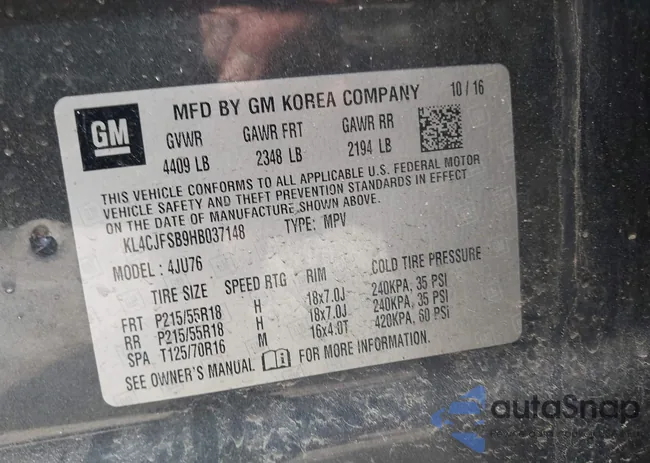 MFD BY GM KOREA COMPANY 10/16
GM
GVWR GAWR FRT GAWR RR
4409 LB 2348 LB 2194 LB
THIS VEHICLE CONFORMS TO ALL APPLICABLE U.S. FEDERAL MOTOR
VEHICLE SAFETY AND THEFT PREVENTION STANDARDS IN EFFECT
ON THE DATE OF MANUFACTURE SHOWN ABOVE.
KL4CJFSB9HB037148 TYPE: MPV
MODEL: 4JU76
TIRE SIZE SPEED RTG RIM COLD TIRE PRESSURE
FRT P215/55R18 H 18x7.0J 240KPA, 35 PSI
RR P215/55R18 H 18x7.0J 240KPA, 35 PSI
SPA T125/70R16 M 16x4.0T 420KPA, 60 PSI
SEE OWNER'S MANUAL FOR MORE INFORMATION.
autoSnap